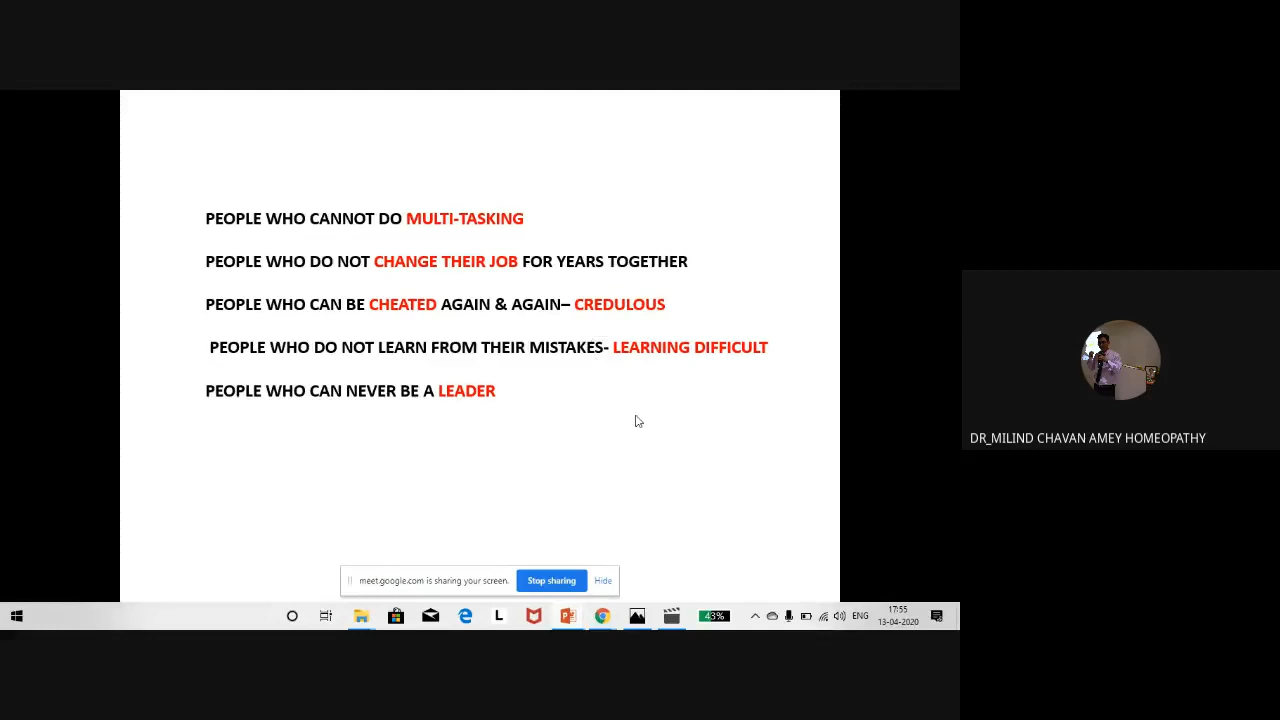 PEOPLE WHO CANNOT DO MULTI-TASKING
PEOPLE WHO DO NOT CHANGE THEIR JOB FOR YEARS TOGETHER
PEOPLE WHO CAN BE CHEATED AGAIN & AGAIN– CREDULOUS
PEOPLE WHO DO NOT LEARN FROM THEIR MISTAKES- LEARNING DIFFICULT
PEOPLE WHO CAN NEVER BE A LEADER
DR_MILIND CHAVAN AMEY HOMEOPATHY
meet.google.com is sharing your screen. Stop sharing Hide
L 43% ENG 17:55
13-04-2020